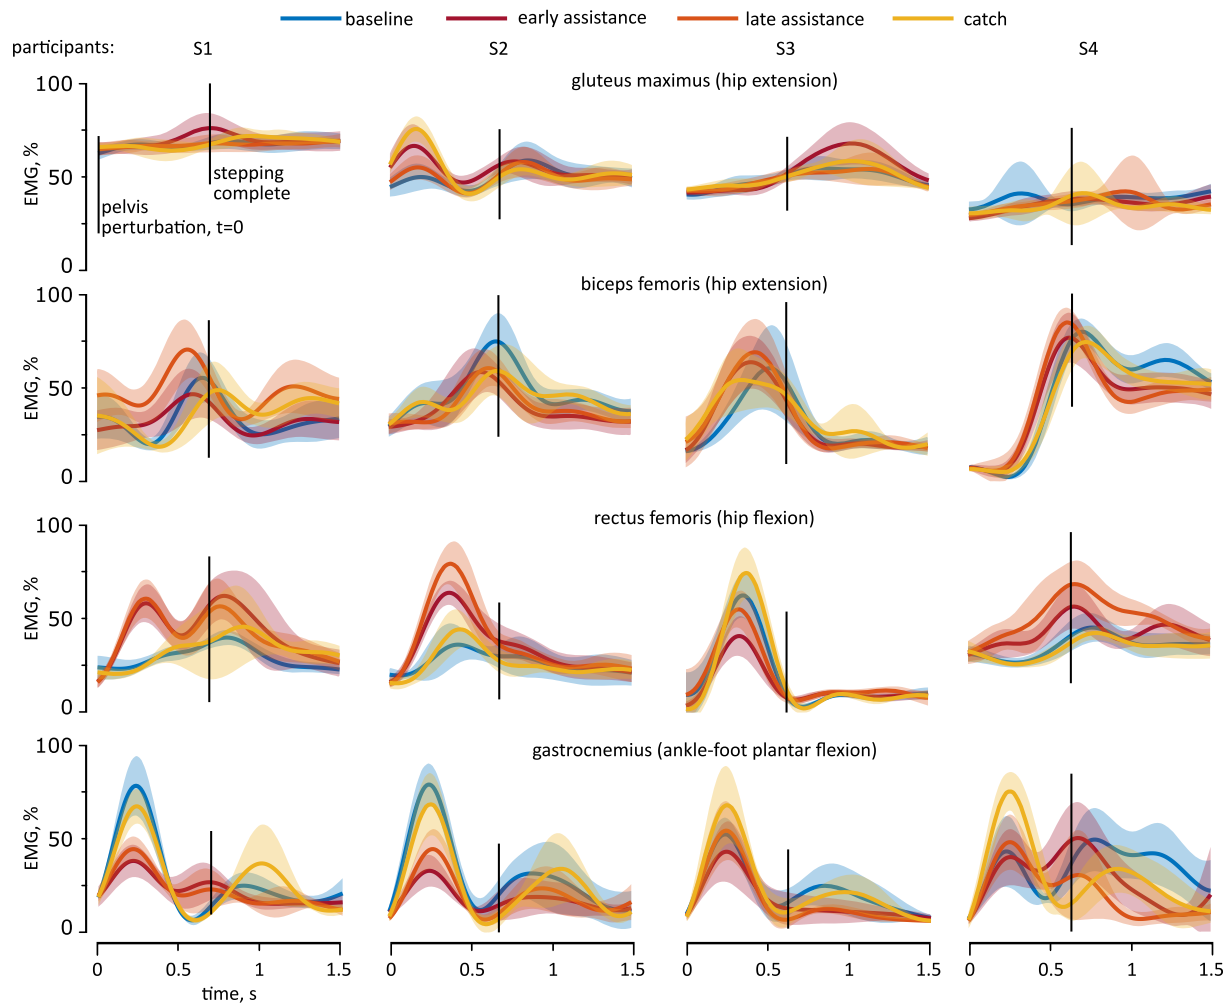 baseline early assistance late assistance catch
participants: S1 S2 S3 S4
gluteus maximus (hip extension)
100
EMG, %
50
0
stepping
complete
pelvis
perturbation, t=0
biceps femoris (hip extension)
100
EMG, %
50
0
rectus femoris (hip flexion)
100
EMG, %
50
0
gastrocnemius (ankle-foot plantar flexion)
100
EMG, %
50
0
0 0.5 1 1.5 0 0.5 1 1.5 0 0.5 1 1.5 0 0.5 1 1.5
time, s